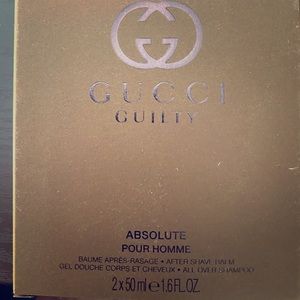 GUCCI
GUILTY
ABSOLUTE
POUR HOMME
BAUME APRÈS-RASAGE • AFTER SHAVE BALM
GEL DOUCHE CORPS ET CHEVEUX • ALL OVER SHAMPOO
2 x 50 ml ℮ 1.6 FL.OZ.